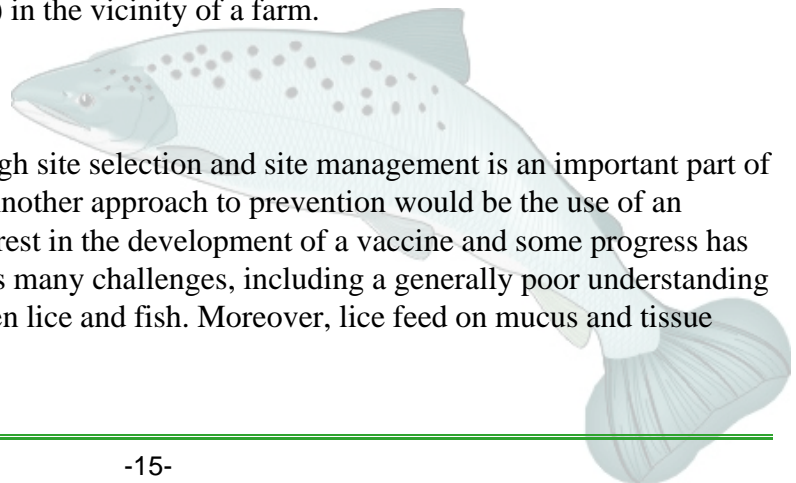 ) in the vicinity of a farm.
gh site selection and site management is an important part of
nother approach to prevention would be the use of an
rest in the development of a vaccine and some progress has
s many challenges, including a generally poor understanding
en lice and fish. Moreover, lice feed on mucus and tissue
-15-